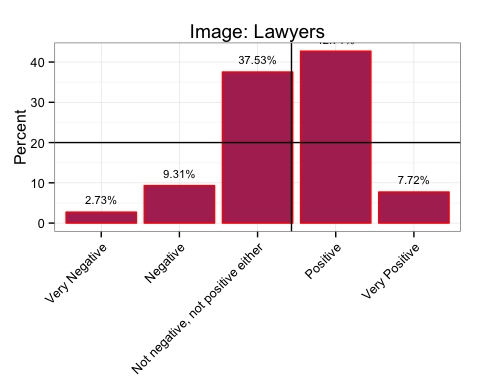 Image: Lawyers
Percent
40
30
20
10
0
2.73%
9.31%
37.53%
7.72%
Very Negative
Negative
Not negative, not positive either
Positive
Very Positive